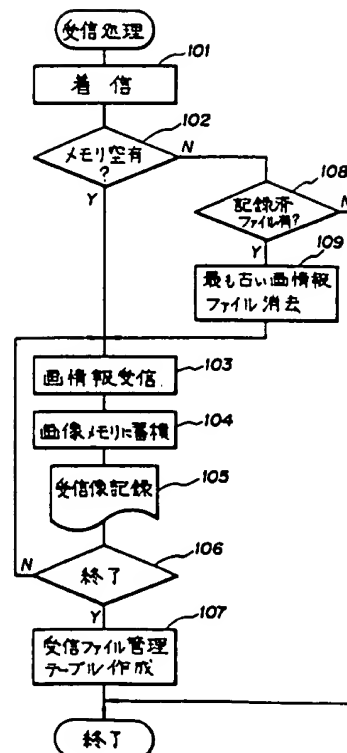 受信処理
101
着信
102
メモリ空有
?
N
Y
108
記録済
ファイル有?
N
Y
109
最も古い画情報
ファイル消去
103
画情報受信
104
画像メモリに蓄積
105
受信像記録
106
終了
N
Y
107
受信ファイル管理
テーブル作成
終了